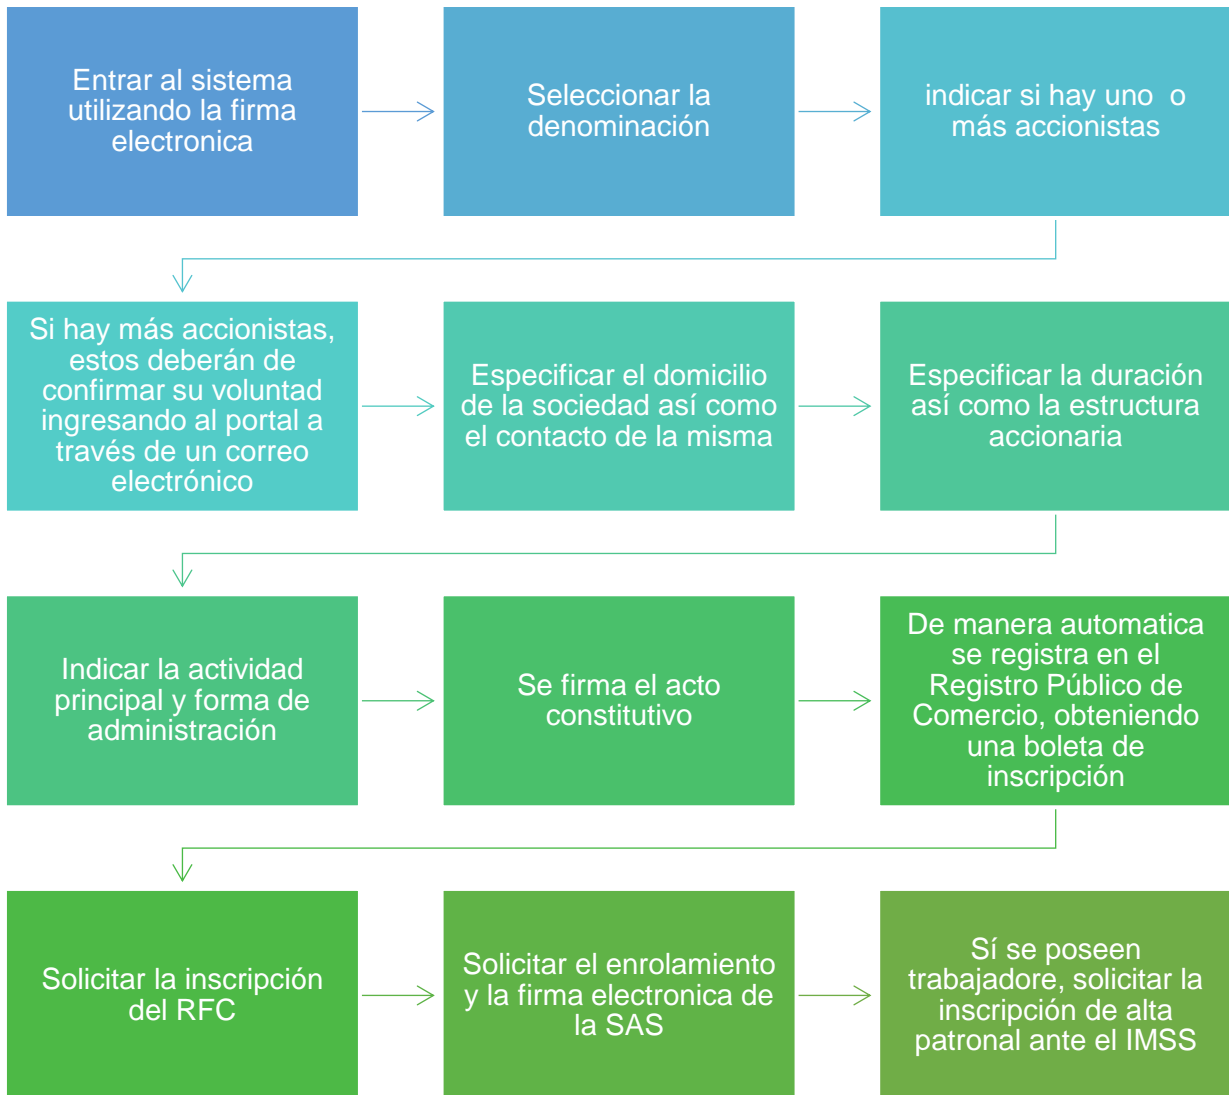 Entrar al sistema
utilizando la firma
electronica
Seleccionar la
denominación
indicar si hay uno  o
más accionistas
Si hay más accionistas,
estos deberán de
confirmar su voluntad
ingresando al portal a
través de un correo
electrónico
Especificar el domicilio
de la sociedad así como
el contacto de la misma
Especificar la duración
así como la estructura
accionaria
Indicar la actividad
principal y forma de
administración
Se firma el acto
constitutivo
De manera automatica
se registra en el
Registro Público de
Comercio, obteniendo
una boleta de
inscripción
Solicitar la inscripción
del RFC
Solicitar el enrolamiento
y la firma electronica de
la SAS
Sí se poseen
trabajadore, solicitar la
inscripción de alta
patronal ante el IMSS